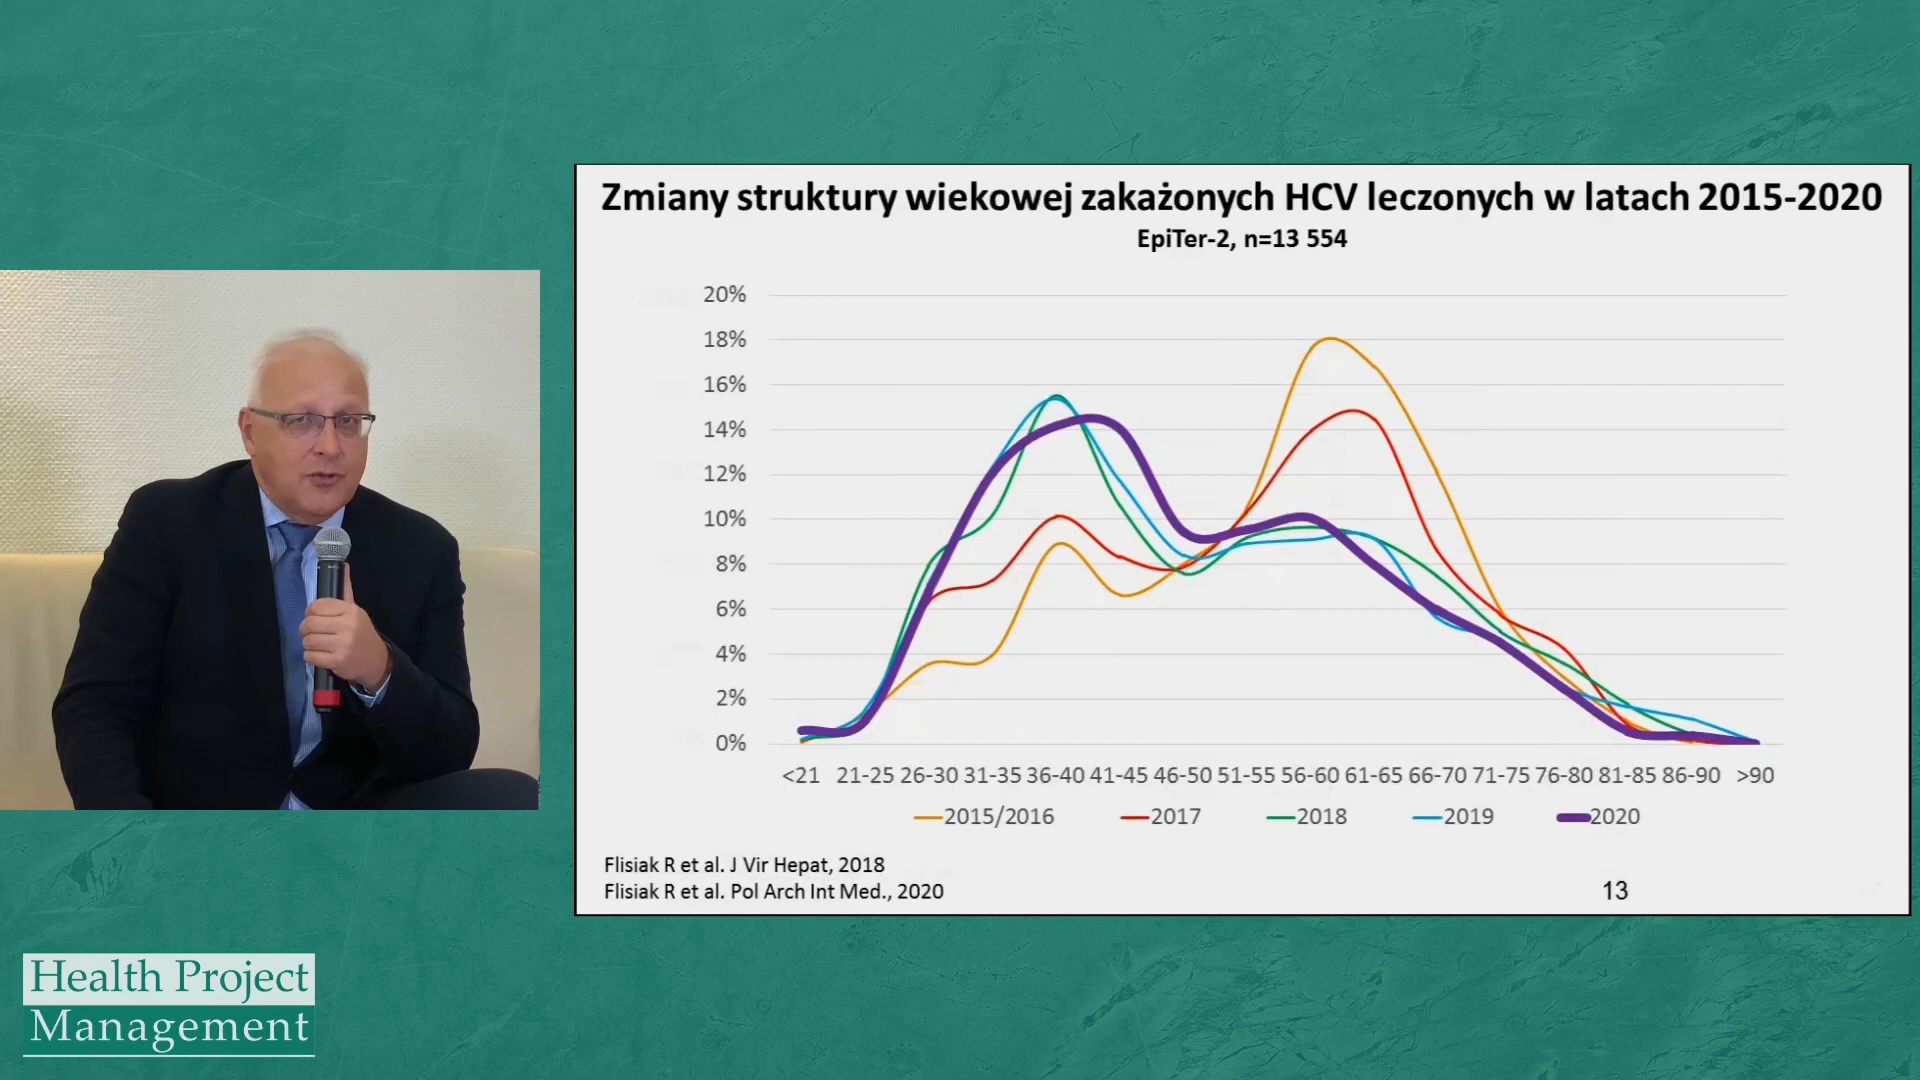 Zmiany struktury wiekowej zakażonych HCV leczonych w latach 2015-2020
EpiTer-2, n=13 554
20%
18%
16%
14%
12%
10%
8%
6%
4%
2%
0%
<21 21-25 26-30 31-35 36-40 41-45 46-50 51-55 56-60 61-65 66-70 71-75 76-80 81-85 86-90 >90
2015/2016 2017 2018 2019 2020
Flisiak R et al. J Vir Hepat, 2018
Flisiak R et al. Pol Arch Int Med., 2020
13
Health Project
Management